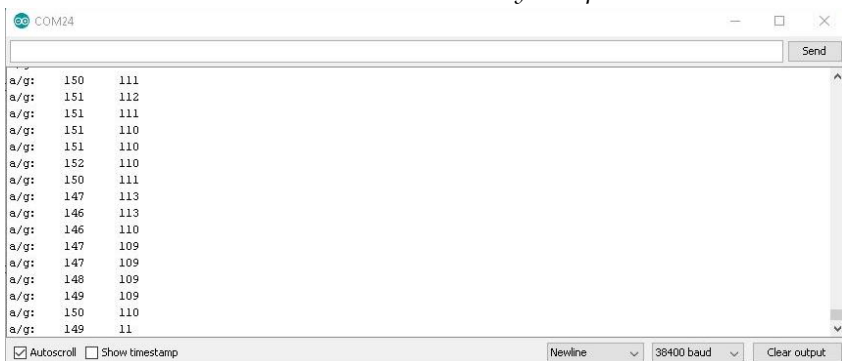 COM24
Send
a/g: 150 111
a/g: 151 112
a/g: 151 111
a/g: 151 110
a/g: 151 110
a/g: 152 110
a/g: 150 111
a/g: 147 113
a/g: 146 113
a/g: 146 110
a/g: 147 109
a/g: 147 109
a/g: 148 109
a/g: 149 109
a/g: 150 110
a/g: 149 11
Autoscroll Show timestamp Newline 38400 baud Clear output